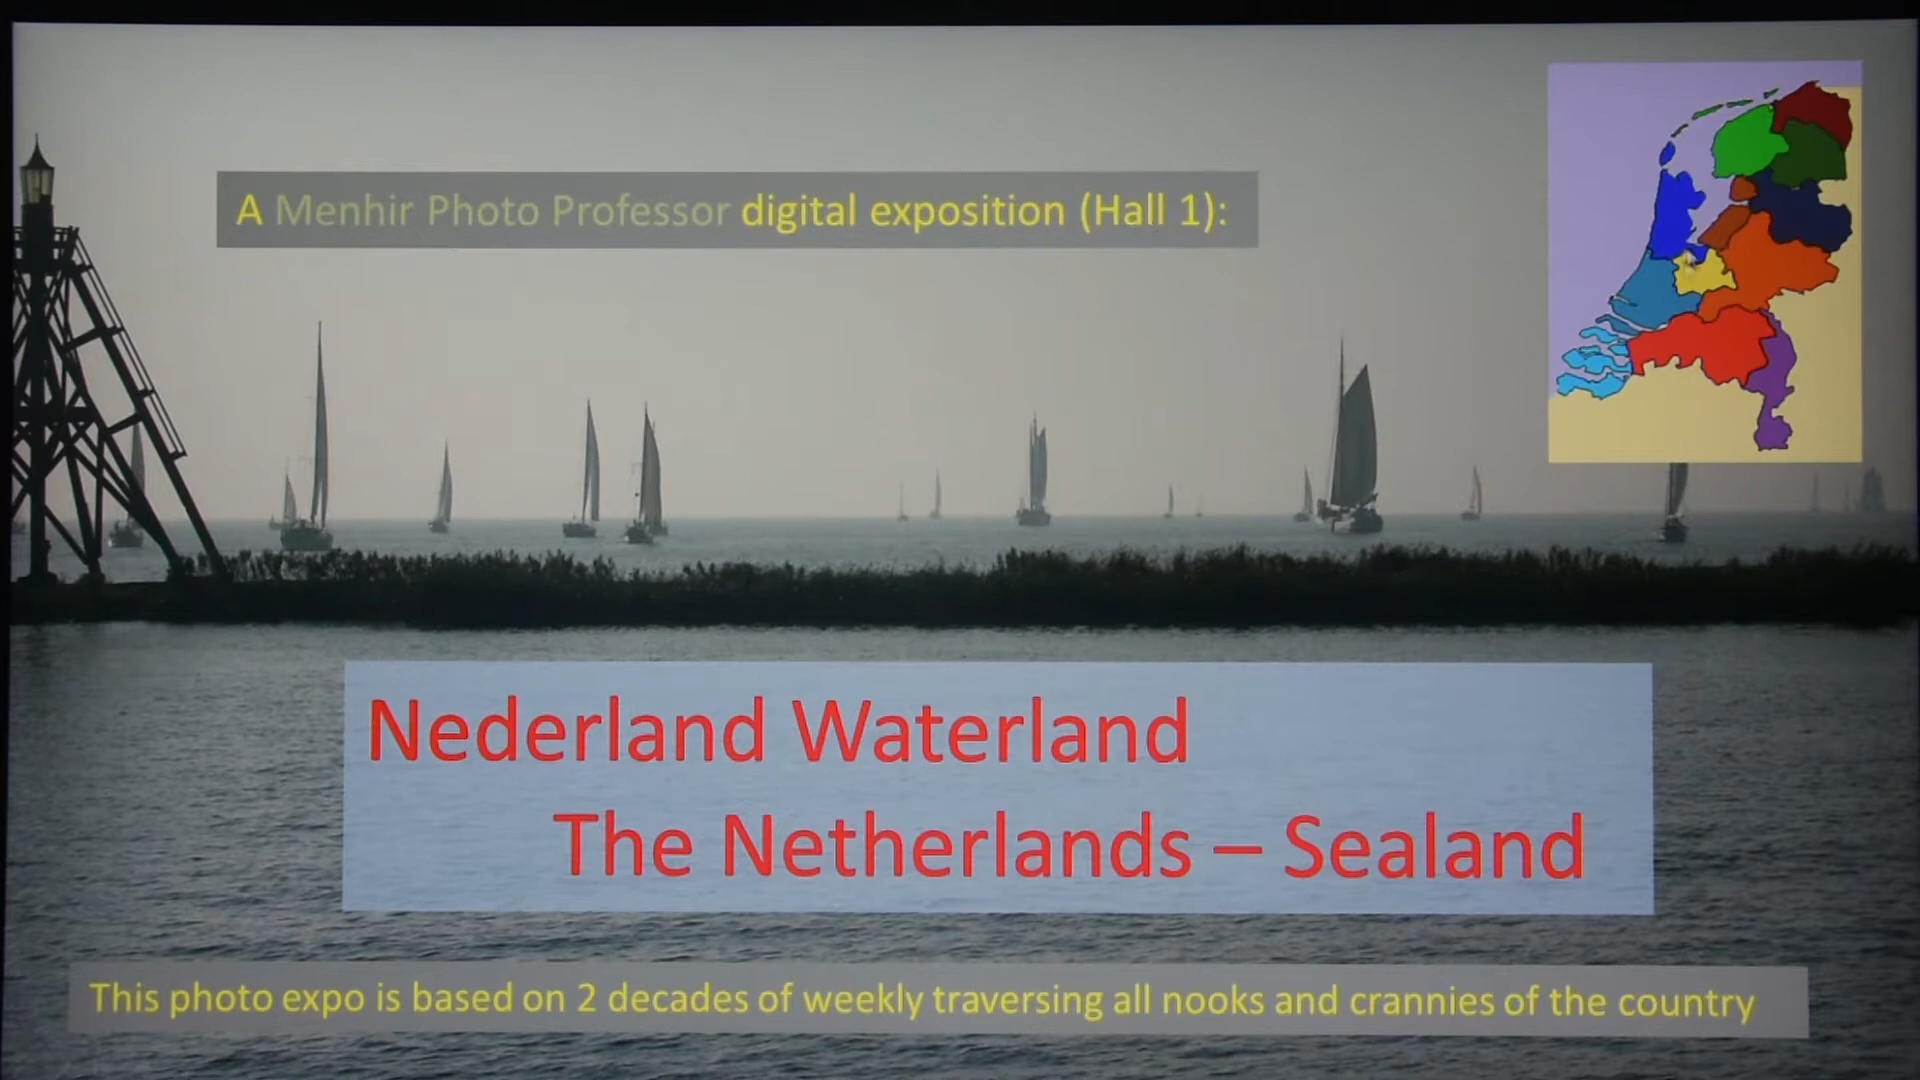 A Menhir Photo Professor digital exposition (Hall 1):
Nederland Waterland
The Netherlands – Sealand
This photo expo is based on 2 decades of weekly traversing all nooks and crannies of the country